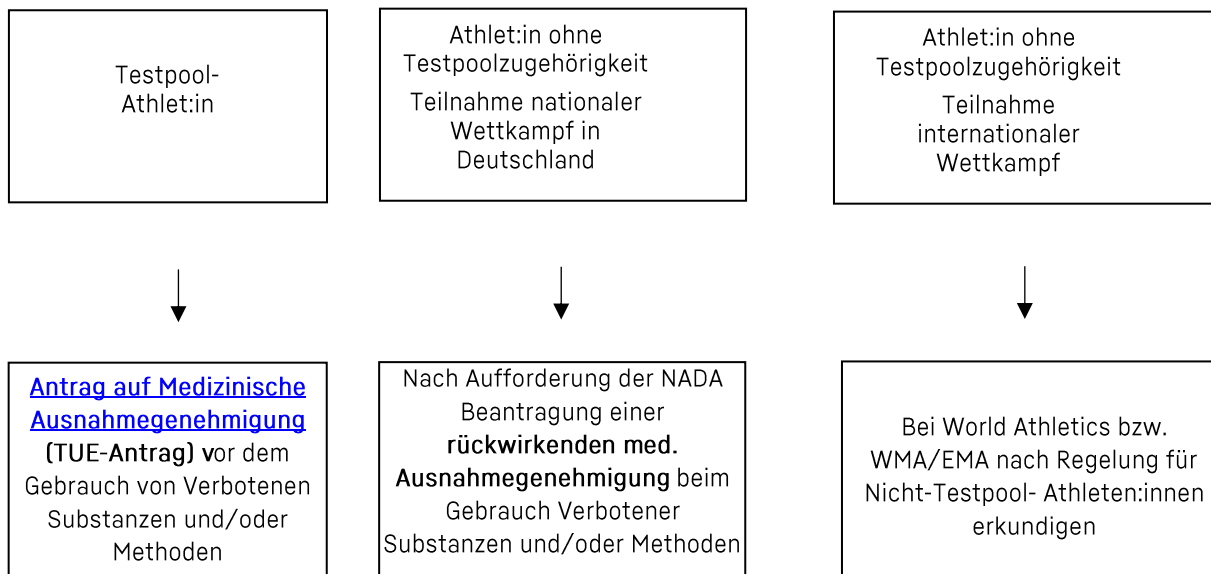 Testpool-
Athlet:in
Athlet:in ohne
Testpoolzugehörigkeit
Teilnahme nationaler
Wettkampf in
Deutschland
Athlet:in ohne
Testpoolzugehörigkeit
Teilnahme
internationaler
Wettkampf
Antrag auf Medizinische
Ausnahmegenehmigung
(TUE-Antrag) vor dem
Gebrauch von Verbotenen
Substanzen und/oder
Methoden
Nach Aufforderung der NADA
Beantragung einer
rückwirkenden med.
Ausnahmegenehmigung beim
Gebrauch Verbotener
Substanzen und/oder Methoden
Bei World Athletics bzw.
WMA/EMA nach Regelung für
Nicht-Testpool- Athleten:innen
erkundigen